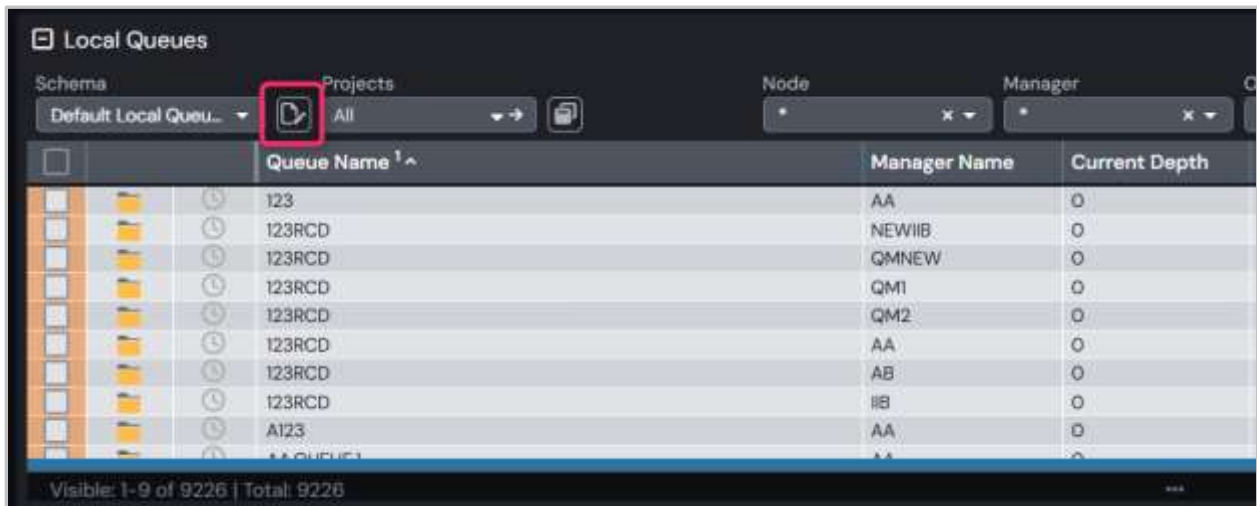 Local Queues
Schema Projects Node Manager
Default Local Queu... All * *
Queue Name 1 Manager Name Current Depth
123 AA 0
123RCD NEWIIB 0
123RCD QMNEW 0
123RCD QM1 0
123RCD QM2 0
123RCD AA 0
123RCD AB 0
123RCD IIB 0
A123 AA 0
Visible: 1-9 of 9226 | Total: 9226